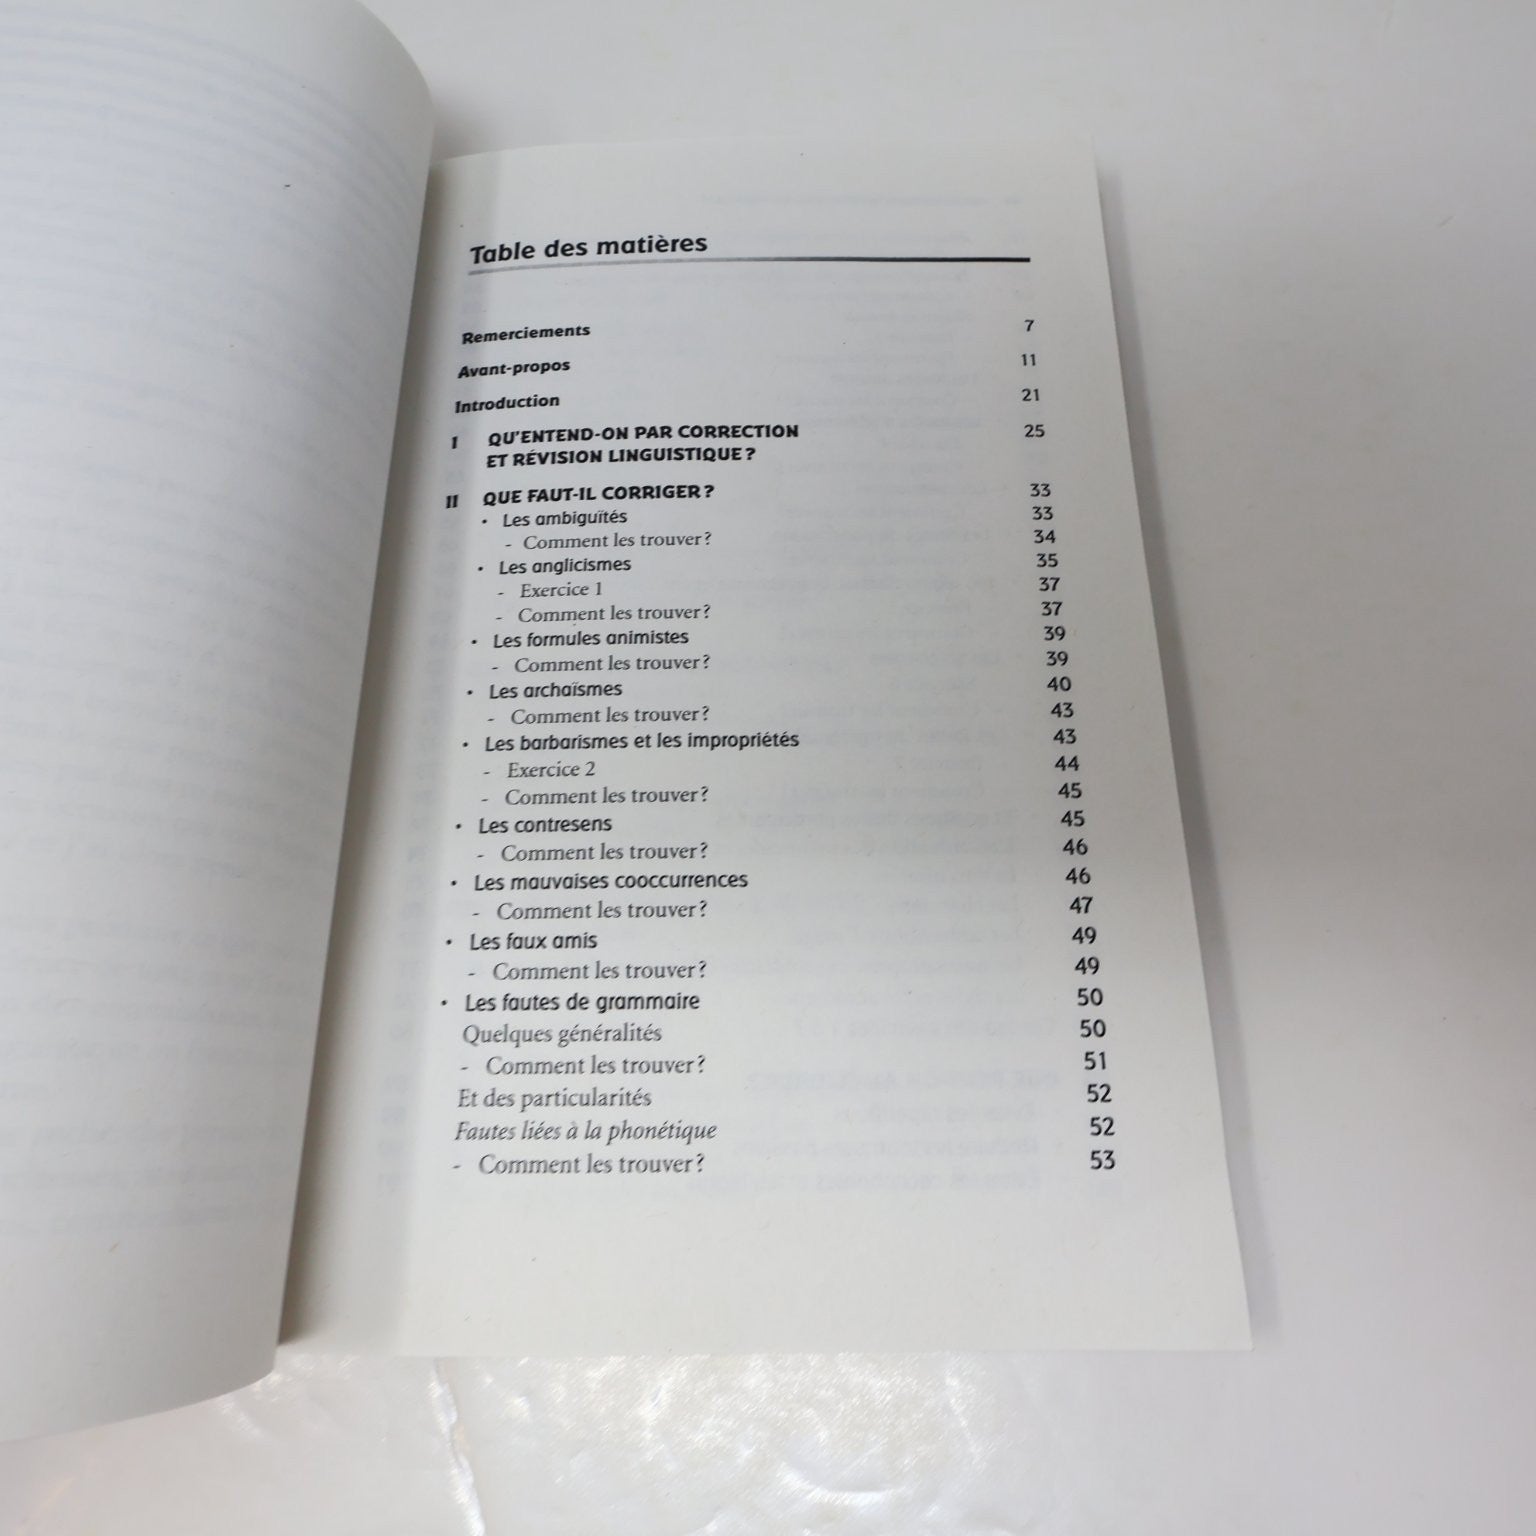 Table des matières
Remerciements 7
Avant-propos 11
Introduction 21
I QU'ENTEND-ON PAR CORRECTION 25
ET RÉVISION LINGUISTIQUE ?
II QUE FAUT-IL CORRIGER ? 33
• Les ambiguïtés 33
- Comment les trouver ? 34
• Les anglicismes 35
- Exercice 1 37
- Comment les trouver ? 37
• Les formules animistes 39
- Comment les trouver ? 39
• Les archaïsmes 40
- Comment les trouver ? 43
• Les barbarismes et les impropriétés 43
- Exercice 2 44
- Comment les trouver ? 45
• Les contresens 45
- Comment les trouver ? 46
• Les mauvaises cooccurrences 46
- Comment les trouver ? 47
• Les faux amis 49
- Comment les trouver ? 49
• Les fautes de grammaire 50
Quelques généralités 50
- Comment les trouver ? 51
Et des particularités 52
Fautes liées à la phonétique 52
- Comment les trouver ? 53